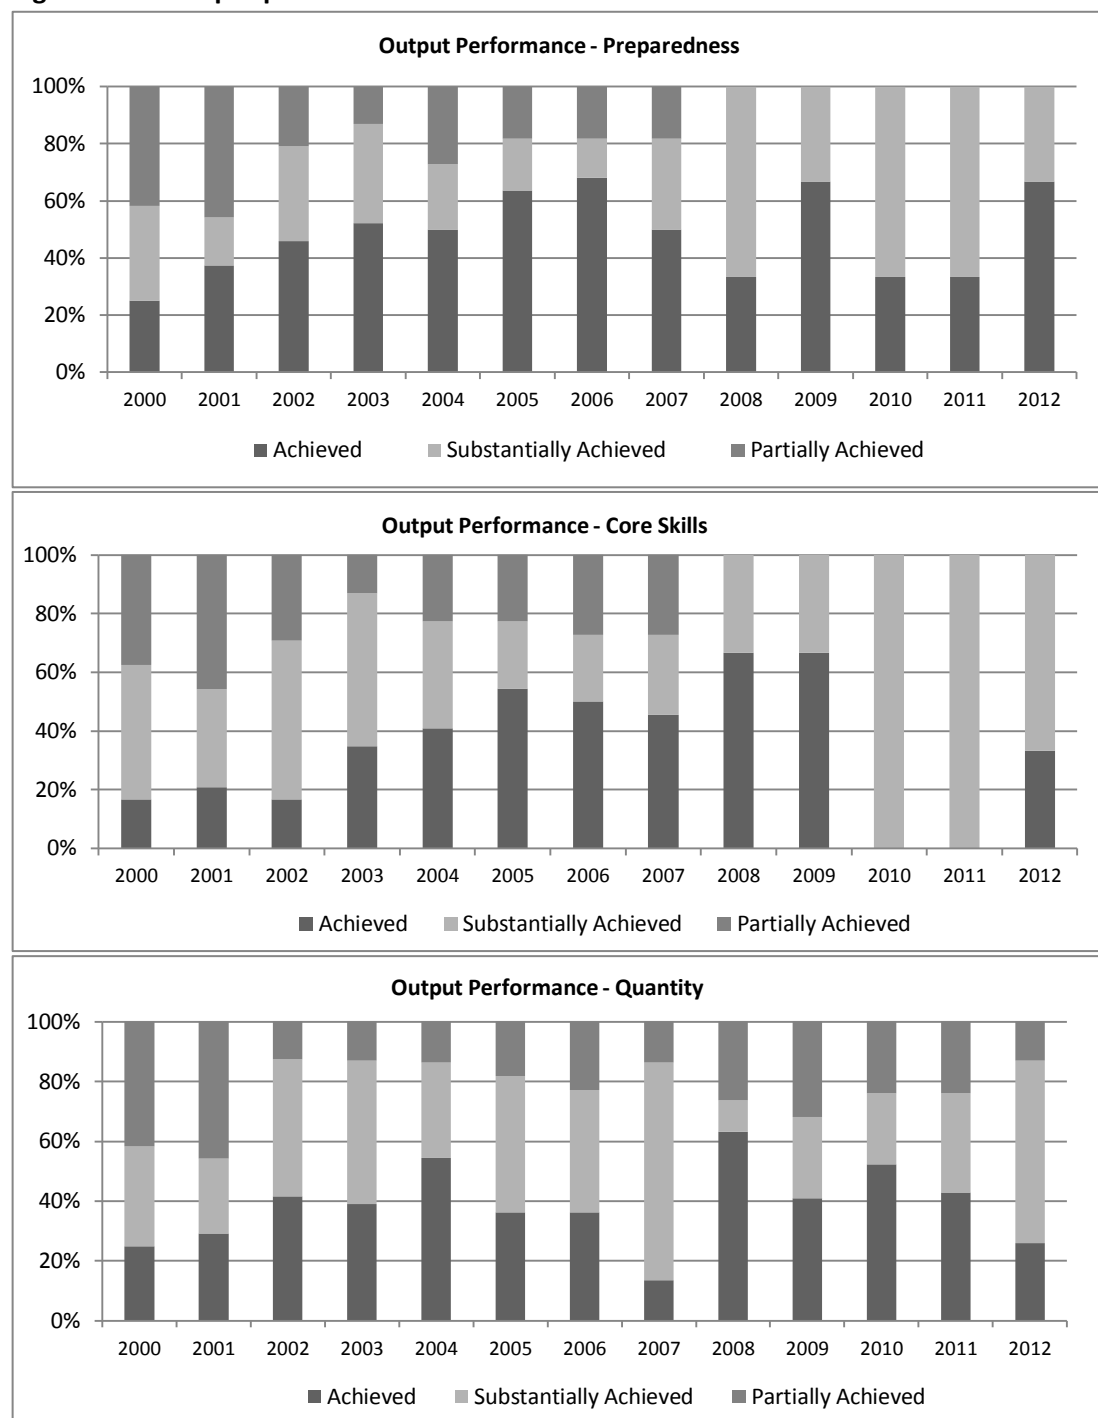 Output Performance - Preparedness
100%
80%
60%
40%
20%
0%
2000 2001 2002 2003 2004 2005 2006 2007 2008 2009 2010 2011 2012
Achieved Substantially Achieved Partially Achieved
Output Performance - Core Skills
100%
80%
60%
40%
20%
0%
2000 2001 2002 2003 2004 2005 2006 2007 2008 2009 2010 2011 2012
Achieved Substantially Achieved Partially Achieved
Output Performance - Quantity
100%
80%
60%
40%
20%
0%
2000 2001 2002 2003 2004 2005 2006 2007 2008 2009 2010 2011 2012
Achieved Substantially Achieved Partially Achieved